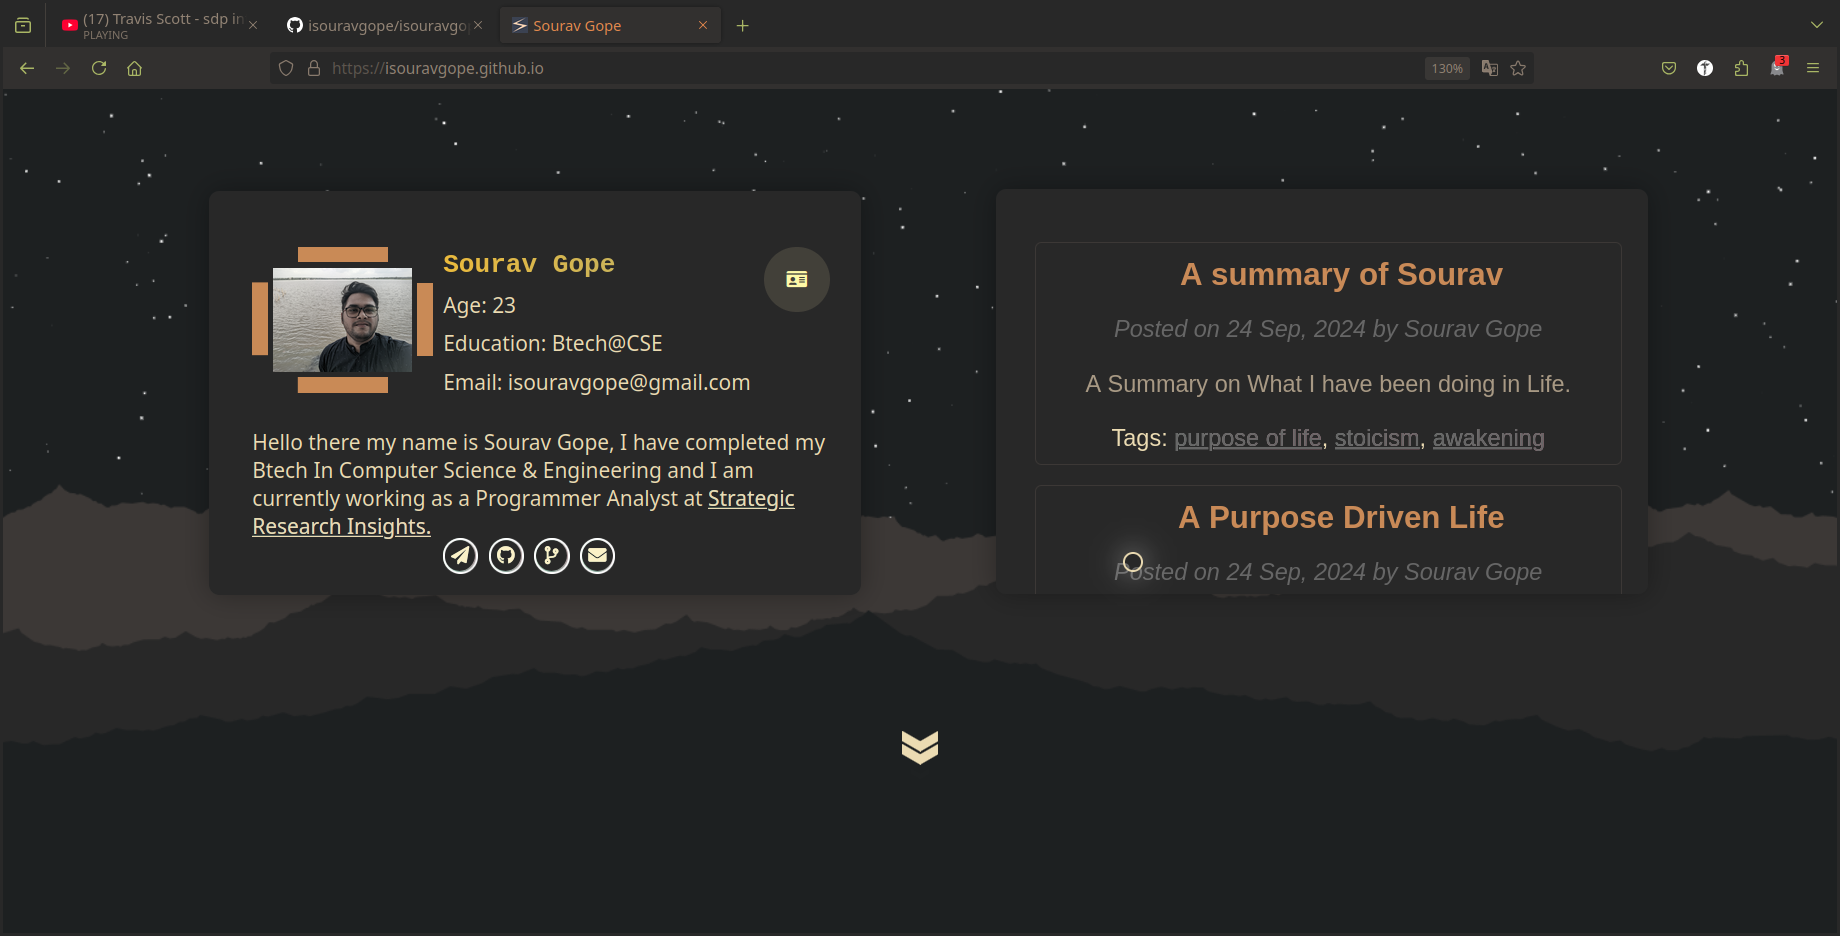 (17) Travis Scott - sdp in
PLAYING
isouravgope/isouravgo
Sourav Gope
https://isouravgope.github.io
130%
3
Sourav Gope
Age: 23
Education: Btech@CSE
Email: isouravgope@gmail.com
Hello there my name is Sourav Gope, I have completed my
Btech In Computer Science & Engineering and I am
currently working as a Programmer Analyst at Strategic
Research Insights.
A summary of Sourav
Posted on 24 Sep, 2024 by Sourav Gope
A Summary on What I have been doing in Life.
Tags: purpose of life, stoicism, awakening
A Purpose Driven Life
Posted on 24 Sep, 2024 by Sourav Gope